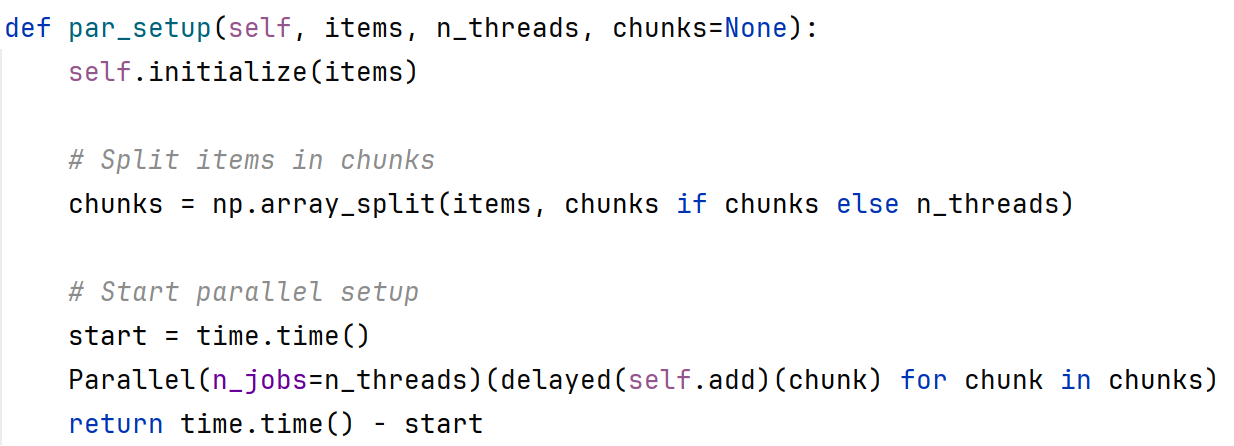 def par_setup(self, items, n_threads, chunks=None):
    self.initialize(items)

    # Split items in chunks
    chunks = np.array_split(items, chunks if chunks else n_threads)

    # Start parallel setup
    start = time.time()
    Parallel(n_jobs=n_threads)(delayed(self.add)(chunk) for chunk in chunks)
    return time.time() - start